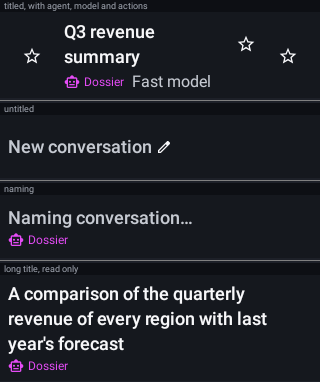 titled, with agent, model and actions
Q3 revenue
summary
Dossier Fast model
untitled
New conversation
naming
Naming conversation…
Dossier
long title, read only
A comparison of the quarterly
revenue of every region with last
year's forecast
Dossier